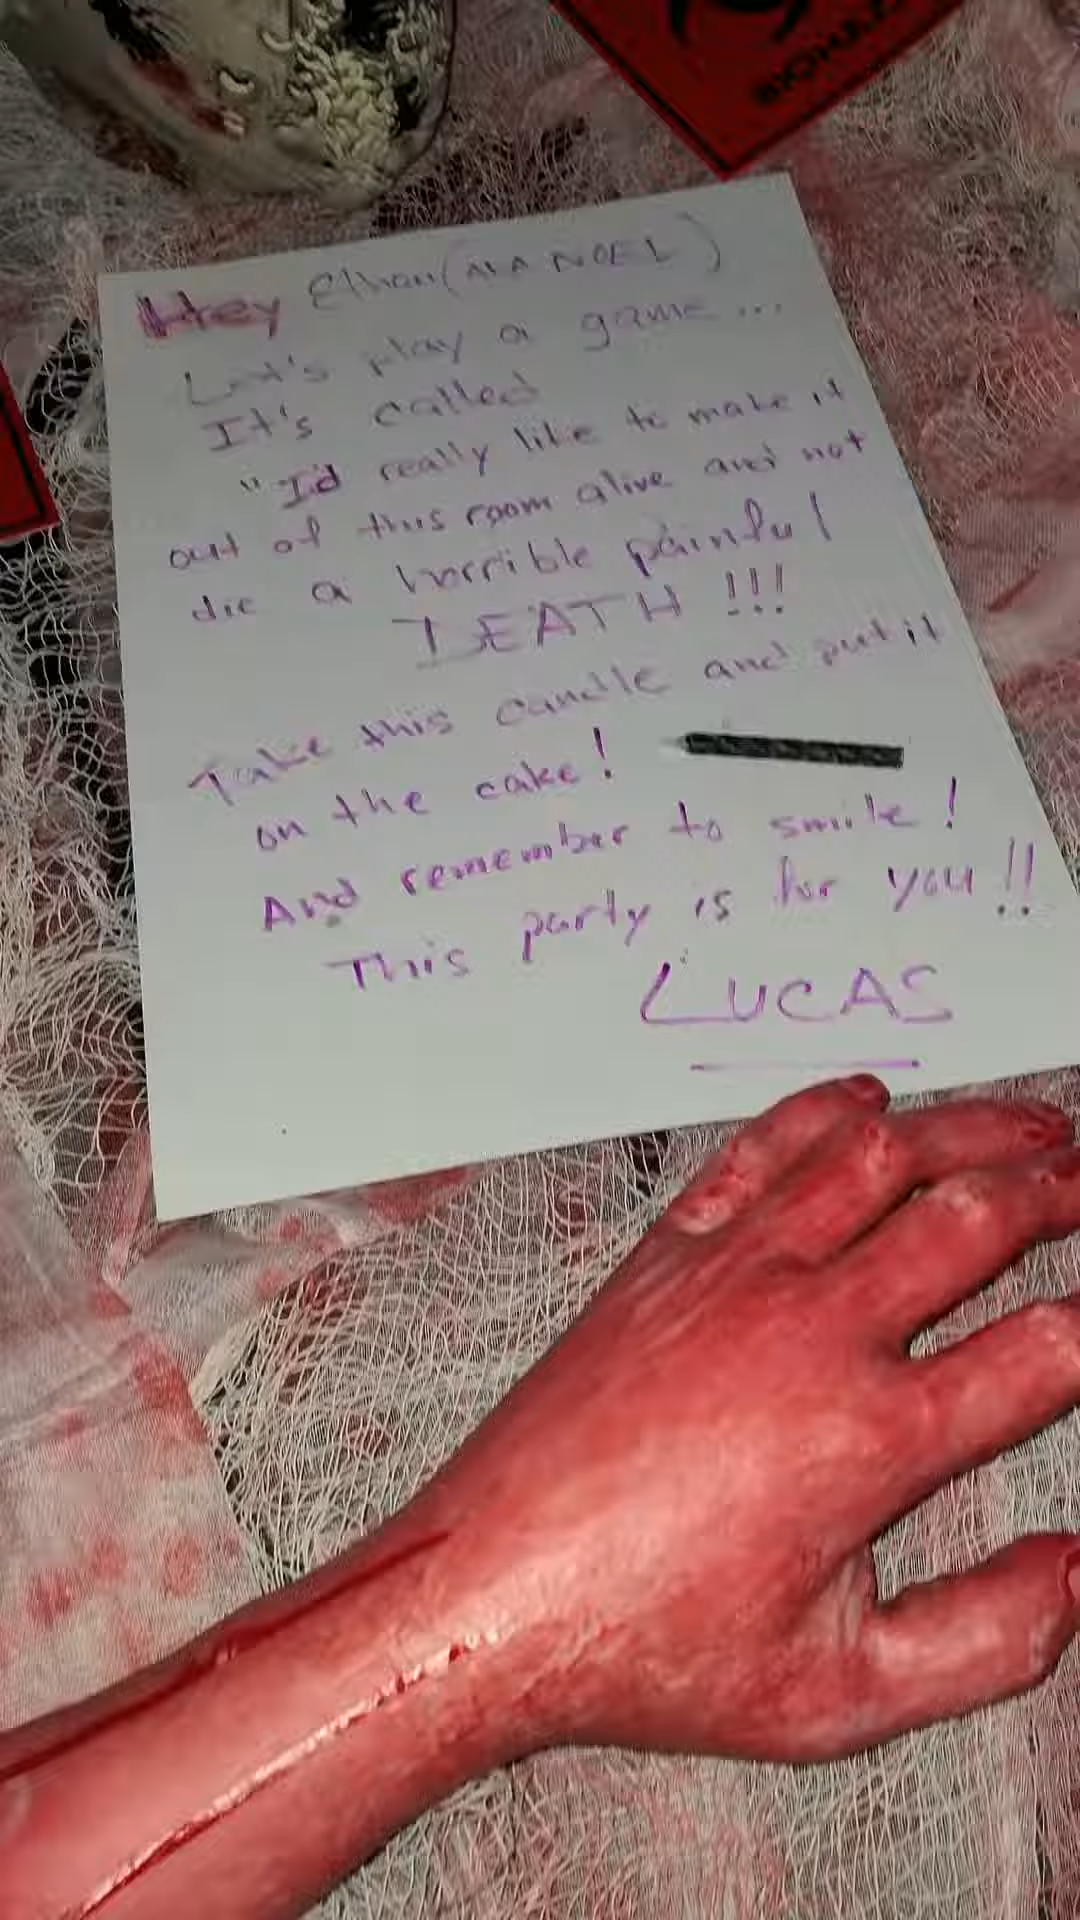 BIOHAZ
Hey Ethan (MANOEL)
Let's play a game...
It's called
"I'd really like to make it
out of this room alive and not
die a horrible painful
DEATH!!!
Take this candle and put it
on the cake!
And remember to smile!
This party is for you!!
LUCAS